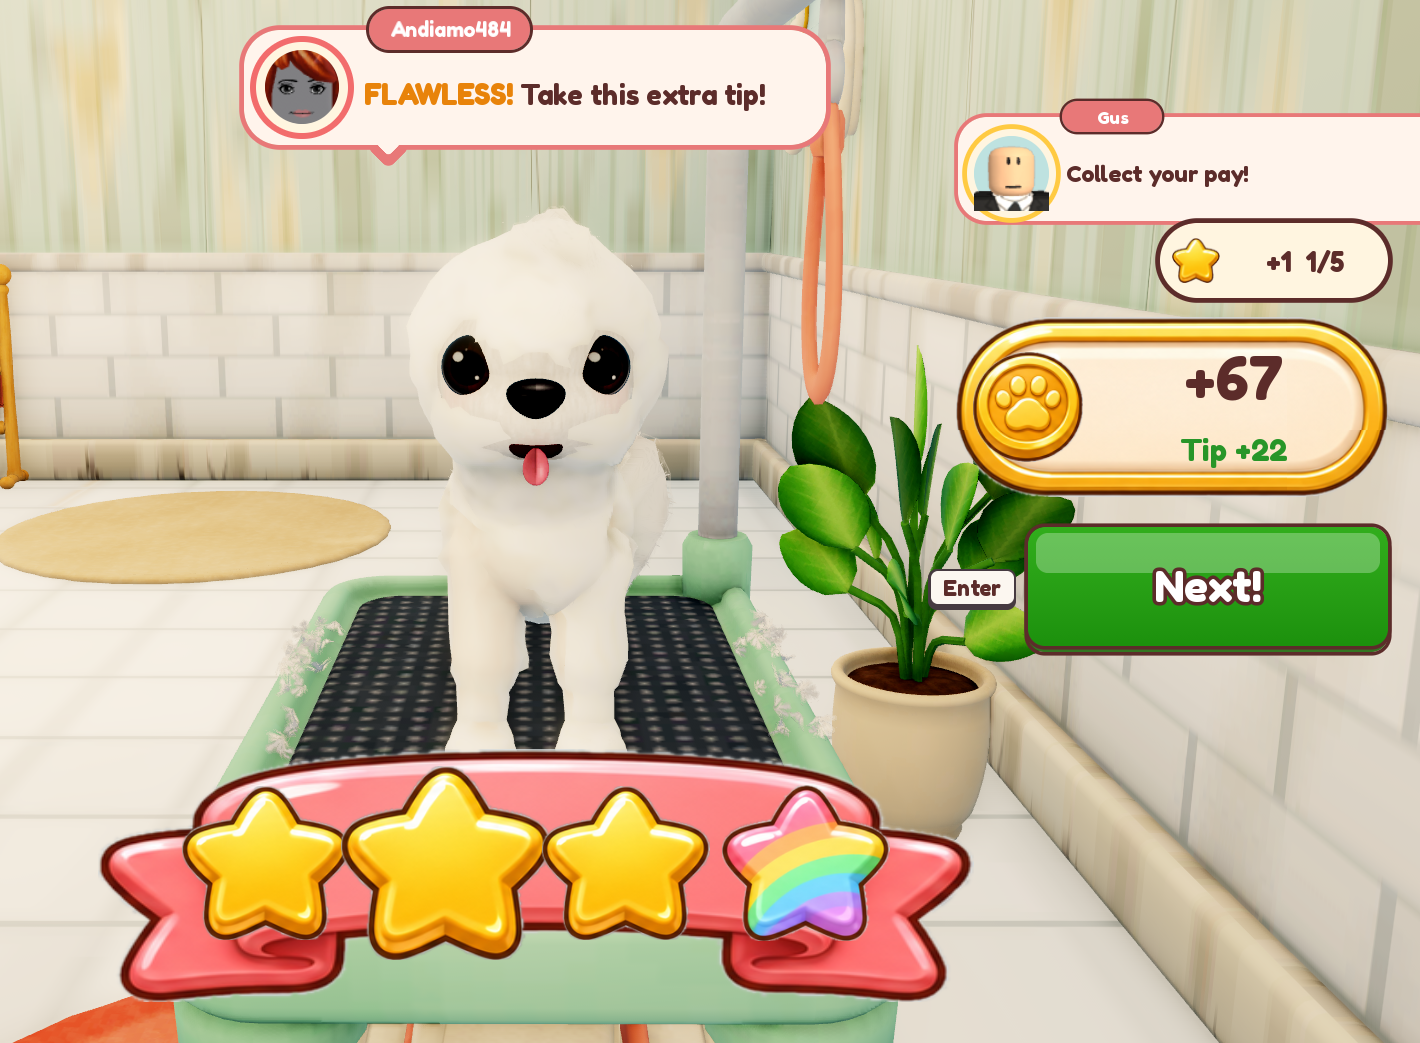 Andiamo484
FLAWLESS! Take this extra tip!
Gus
Collect your pay!
+1 1/5
+67
Tip +22
Enter
Next!